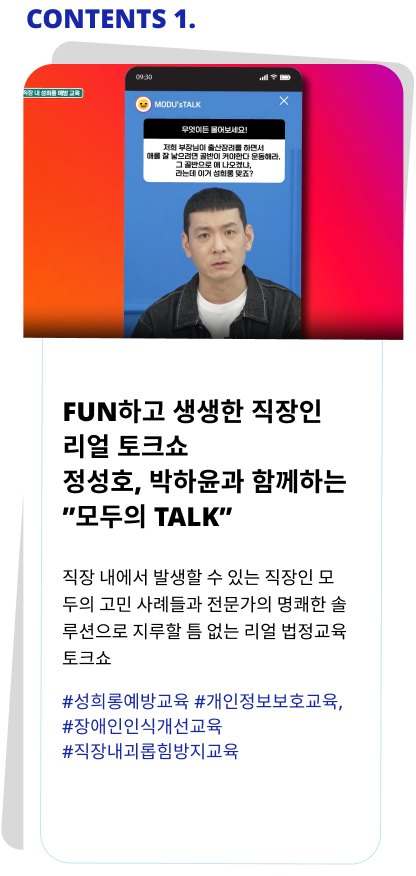 CONTENTS 1.
직장 내 성희롱 예방 교육
09:30
MODU'sTALK
무엇이든 물어보세요!
저희 부장님이 출산장려를 하면서
애를 잘 낳으려면 골반이 커야한다 운동해라.
그 골반으로 애 나오겠냐,
라는데 이거 성희롱 맞죠?
FUN하고 생생한 직장인
리얼 토크쇼
정성호, 박하윤과 함께하는
”모두의 TALK”
직장 내에서 발생할 수 있는 직장인 모
두의 고민 사례들과 전문가의 명쾌한 솔
루션으로 지루할 틈 없는 리얼 법정교육
토크쇼
#성희롱예방교육 #개인정보보호교육,
#장애인인식개선교육
#직장내괴롭힘방지교육